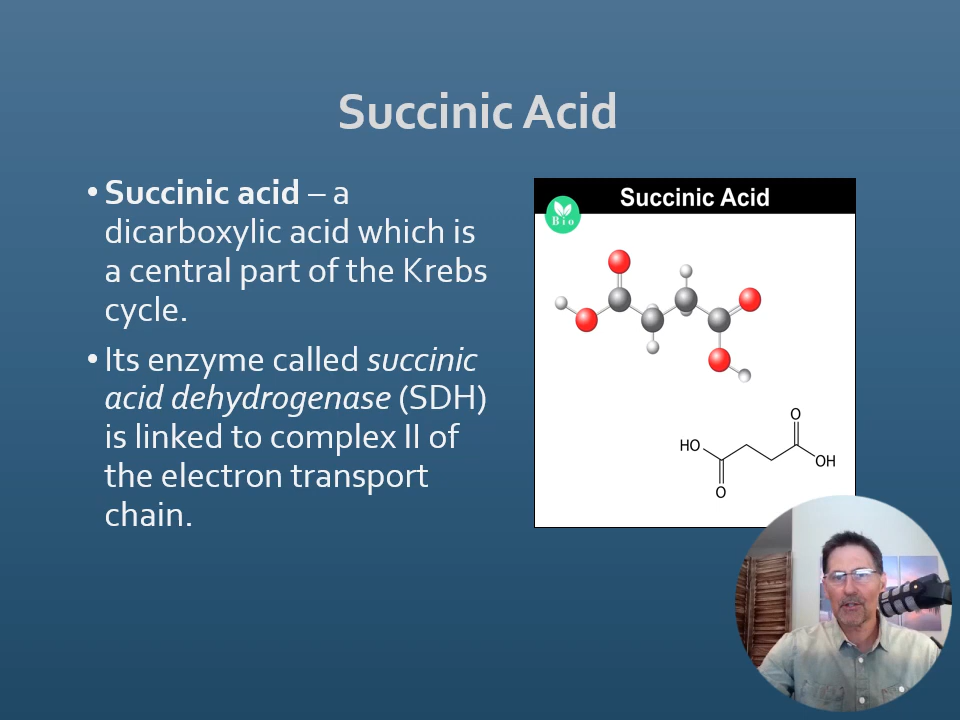 Succinic Acid
• Succinic acid – a
dicarboxylic acid which is
a central part of the Krebs
cycle.
• Its enzyme called succinic
acid dehydrogenase (SDH)
is linked to complex II of
the electron transport
chain.
Succinic Acid
Bio
O
HO
OH
O